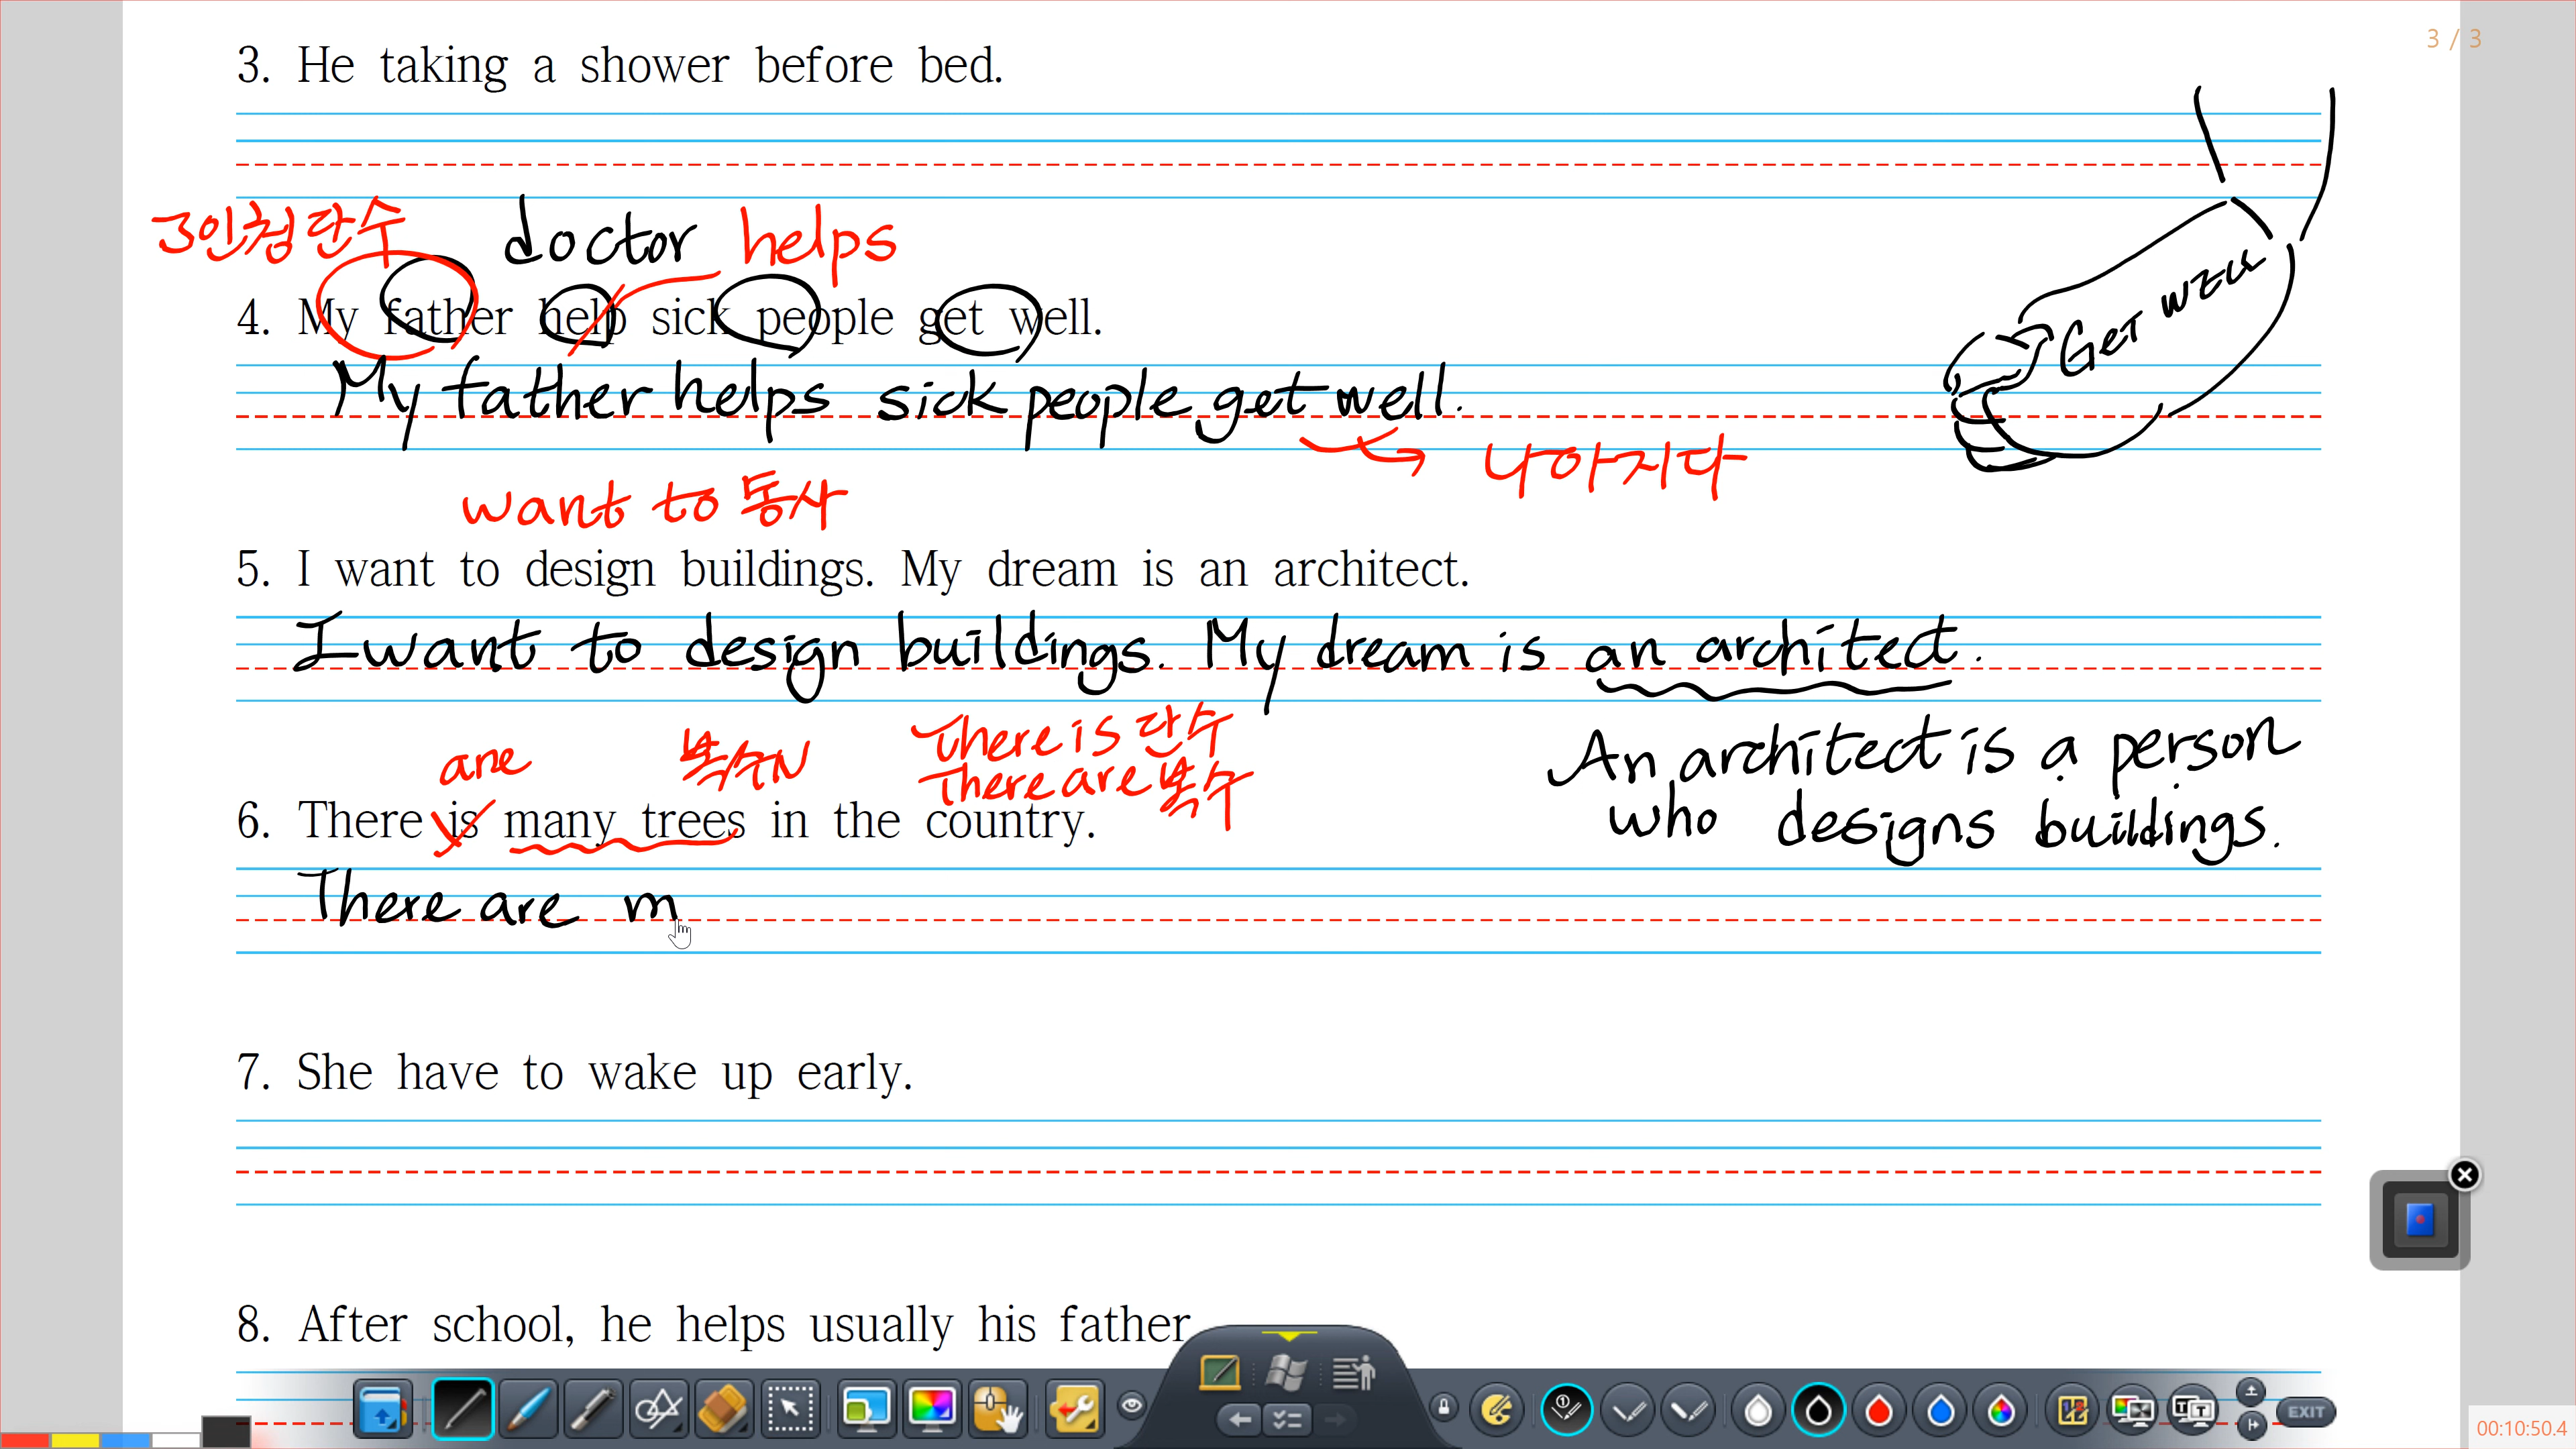 3 / 3
3. He taking a shower before bed.
3인칭단수 doctor helps
4. My father help sick people get well.
GET WELL
My father helps sick people get well.
나아지다
want to 동사
5. I want to design buildings. My dream is an architect.
I want to design buildings. My dream is an architect.
are 복수N There is 단수
There are 복수
An architect is a person
who designs buildings.
6. There is many trees in the country.
There are m
7. She have to wake up early.
8. After school, he helps usually his father
EXIT
00:10:50.4